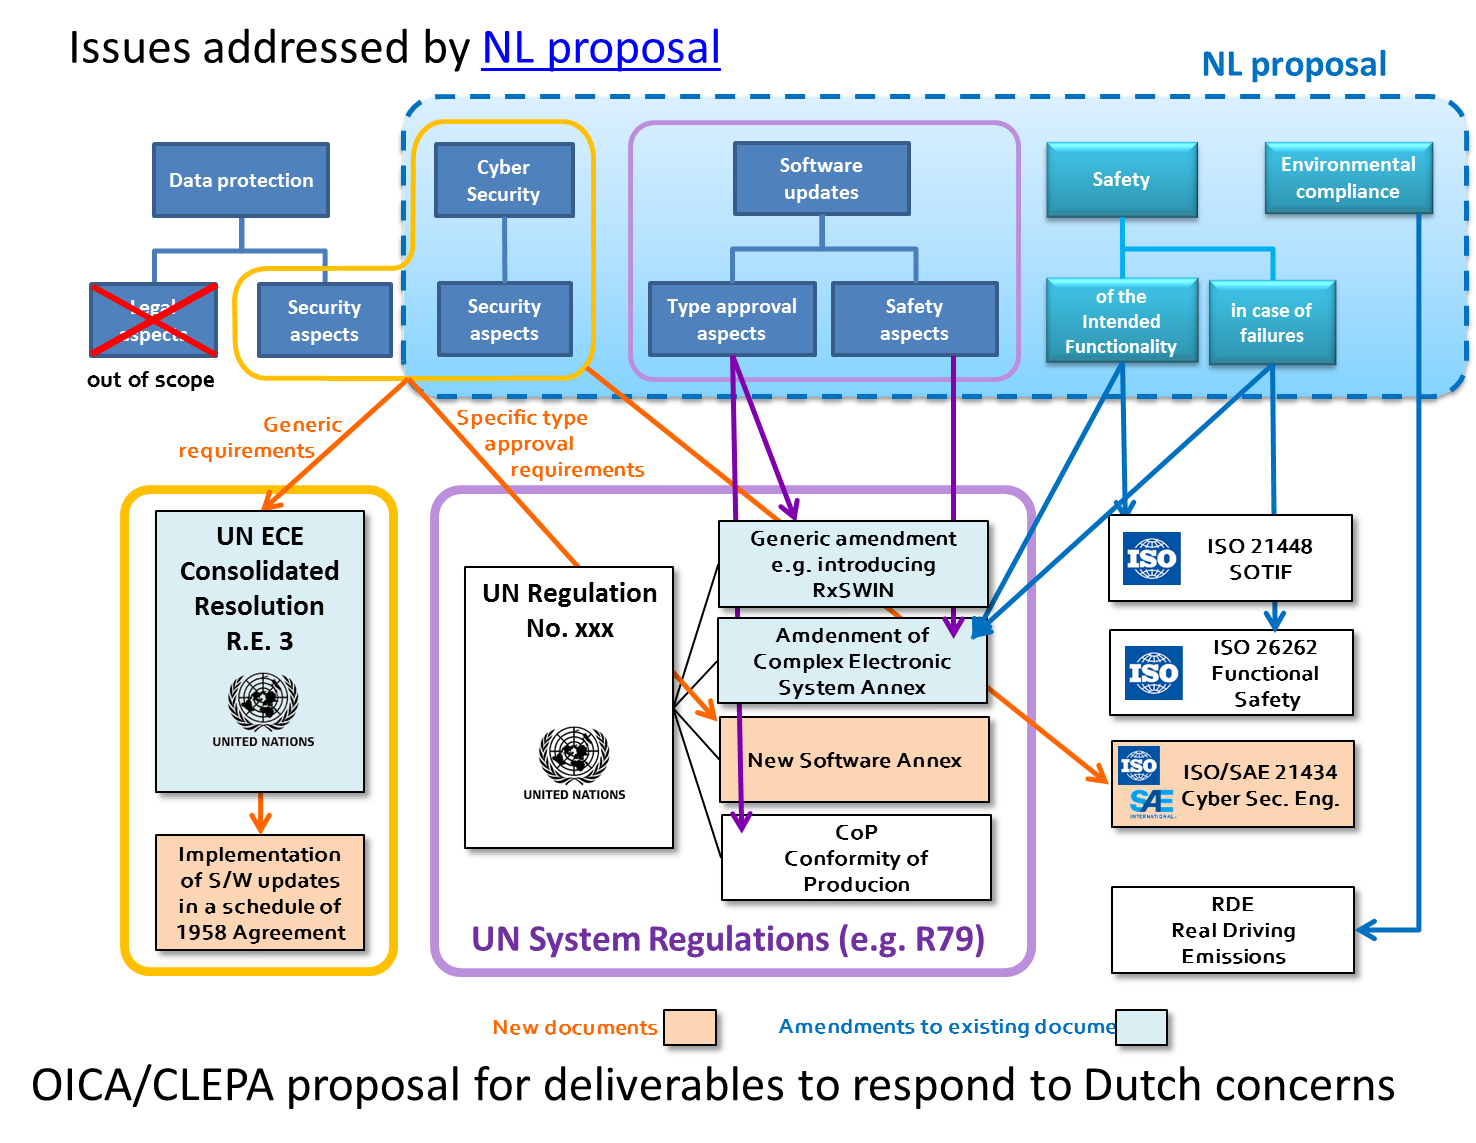 Issues addressed by NL proposal
NL proposal
Data protection
Cyber
Security
Software
updates
Safety
Environmental
compliance
Legal
aspects
out of scope
Security
aspects
Security
aspects
Type approval
aspects
Safety
aspects
of the
Intended
Functionality
in case of
failures
Generic
requirements
Specific type
approval
requirements
UN ECE
Consolidated
Resolution
R.E. 3
UNITED NATIONS
Implementation
of S/W updates
in a schedule of
1958 Agreement
UN Regulation
No. xxx
UNITED NATIONS
Generic amendment
e.g. introducing
RxSWIN
Amdenment of
Complex Electronic
System Annex
New Software Annex
CoP
Conformity of
Producion
UN System Regulations (e.g. R79)
ISO
ISO 21448
SOTIF
ISO
ISO 26262
Functional
Safety
ISO
SAE
INTERNATIONAL
ISO/SAE 21434
Cyber Sec. Eng.
RDE
Real Driving
Emissions
New documents
Amendments to existing docume
OICA/CLEPA proposal for deliverables to respond to Dutch concerns